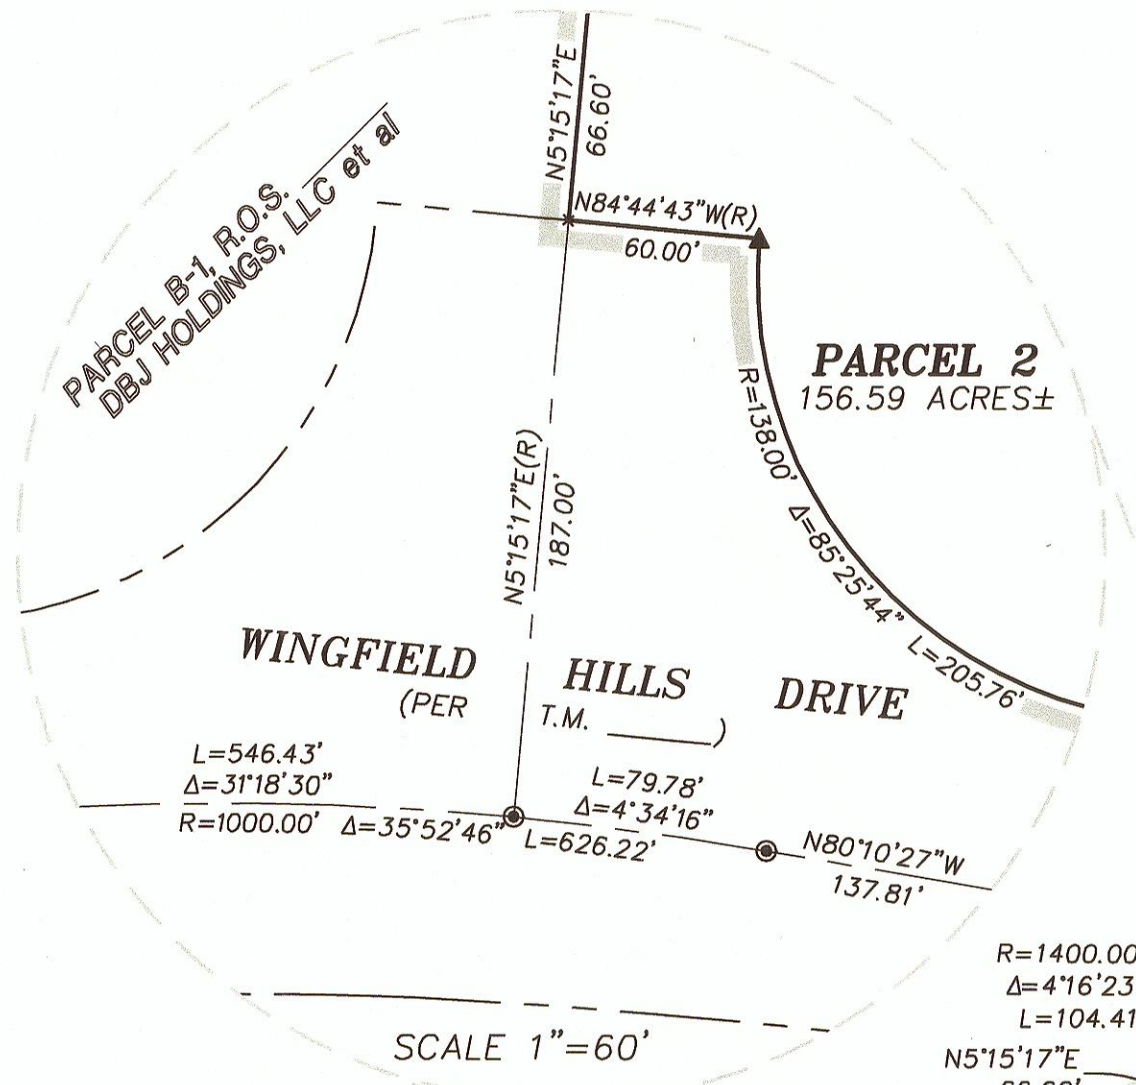 N5°15'17"E
66.60'
PARCEL B-1, R.O.S.
DBJ HOLDINGS, LLC et al
N84°44'43"W(R)
60.00'
PARCEL 2
156.59 ACRES±
R=138.00' Δ=85°25'44" L=205.76'
N5°15'17"E(R)
187.00'
WINGFIELD HILLS DRIVE
(PER T.M. ______)
L=546.43'
Δ=31°18'30"
R=1000.00' Δ=35°52'46" L=626.22'
L=79.78'
Δ=4°34'16"
N80°10'27"W
137.81'
SCALE 1"=60'
R=1400.00
Δ=4°16'23
L=104.41
N5°15'17"E